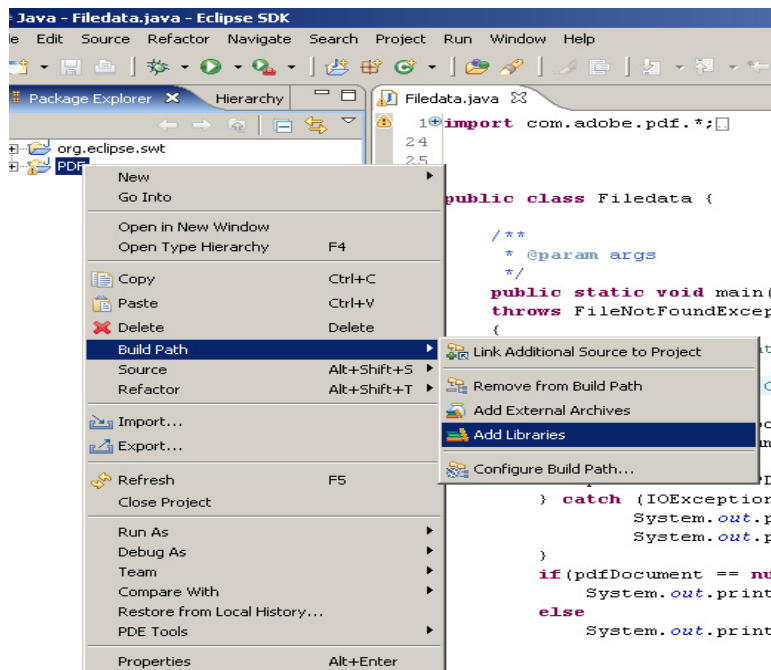 Java - Filedata.java - Eclipse SDK
Edit Source Refactor Navigate Search Project Run Window Help
Package Explorer
Hierarchy
org.eclipse.swt
PDF
New
Go Into
Open in New Window
Open Type Hierarchy F4
Copy Ctrl+C
Paste Ctrl+V
Delete Delete
Build Path
Source Alt+Shift+S
Refactor Alt+Shift+T
Import...
Export...
Refresh F5
Close Project
Run As
Debug As
Team
Compare With
Restore from Local History...
PDE Tools
Properties Alt+Enter
Link Additional Source to Project
Remove from Build Path
Add External Archives
Add Libraries
Configure Build Path...
Filedata.java
1 import com.adobe.pdf.*;
24
25
public class Filedata {
/**
* @param args
*/
public static void main(
throws FileNotFoundExcep
{
} catch (IOException
System.out.p
System.out.p
}
if(pdfDocument == nu
System.out.print
else
System.out.print